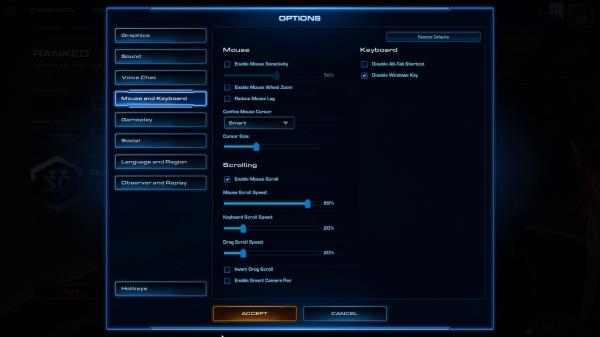 CAMPAIGN
OPTIONS
RANKED
Graphics
Sound
Voice Chat
Mouse and Keyboard
Gameplay
Social
Language and Region
Observer and Replay
Hotkeys
Restore Defaults
Mouse
Enable Mouse Sensitivity
Enable Mouse Wheel Zoom
Reduce Mouse Lag
Confine Mouse Cursor:
Smart
Cursor Size:
Scrolling
Enable Mouse Scroll
Mouse Scroll Speed:
Keyboard Scroll Speed:
20%
Drag Scroll Speed:
20%
Invert Drag Scroll
Enable Smart Camera Pan
Keyboard
Disable Alt-Tab Shortcut
Disable Windows Key
ACCEPT
CANCEL